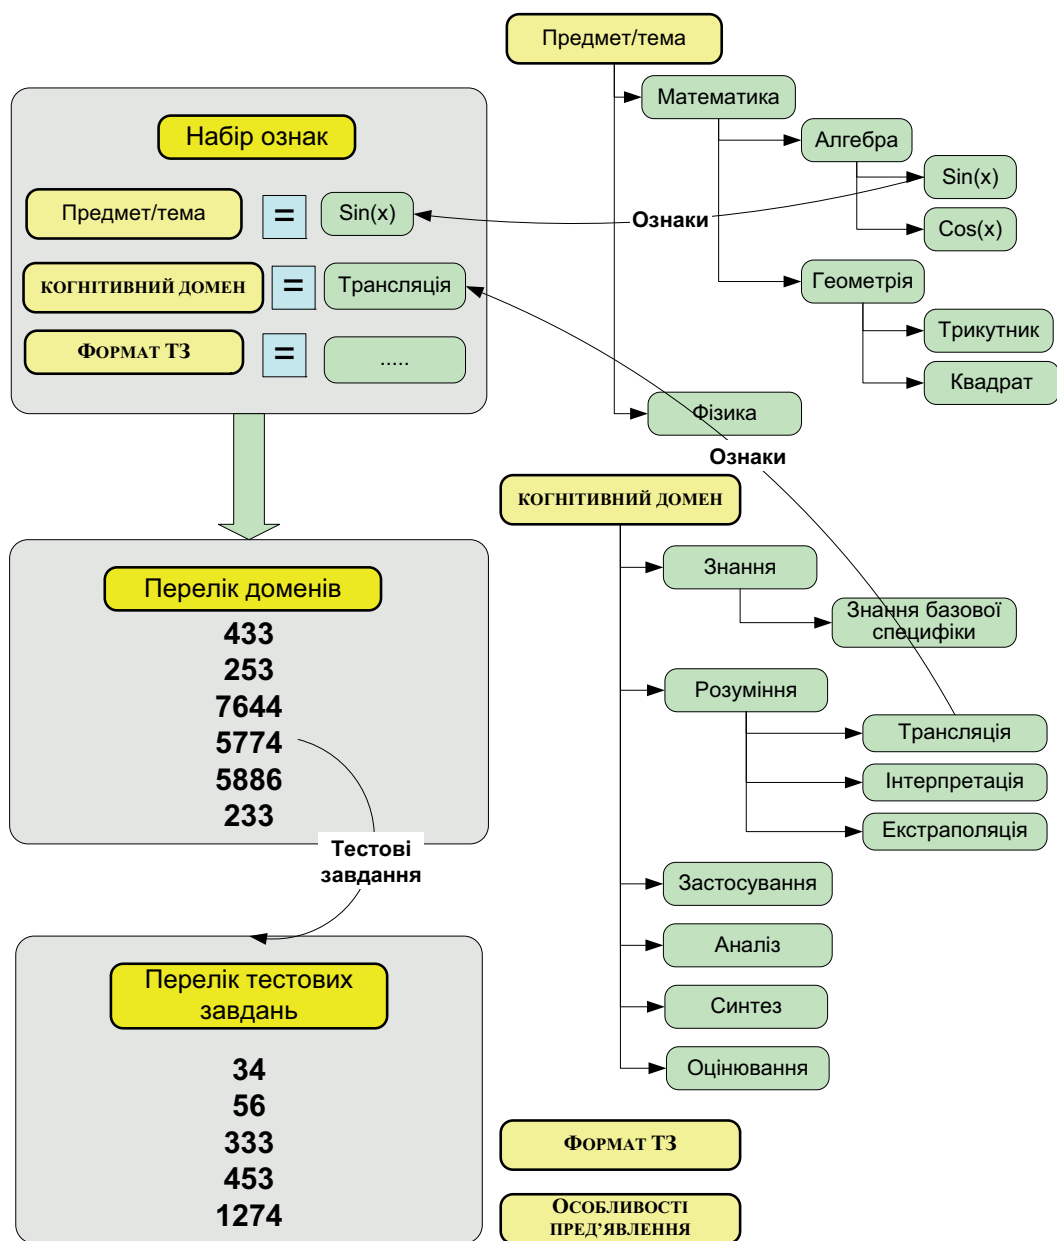 Набір ознак
Предмет/тема = Sin(x)
КОГНІТИВНИЙ ДОМЕН = Трансляція
ФОРМАТ ТЗ = .....
Перелік доменів
433
253
7644
5774
5886
233
Тестові
завдання
Перелік тестових
завдань
34
56
333
453
1274
Предмет/тема
Математика
Алгебра
Sin(x)
Ознаки
Cos(x)
Геометрія
Трикутник
Квадрат
Фізика
Ознаки
КОГНІТИВНИЙ ДОМЕН
Знання
Знання базової
специфіки
Розуміння
Трансляція
Інтерпретація
Екстраполяція
Застосування
Аналіз
Синтез
Оцінювання
ФОРМАТ ТЗ
ОСОБЛИВОСТІ
ПРЕД’ЯВЛЕННЯ